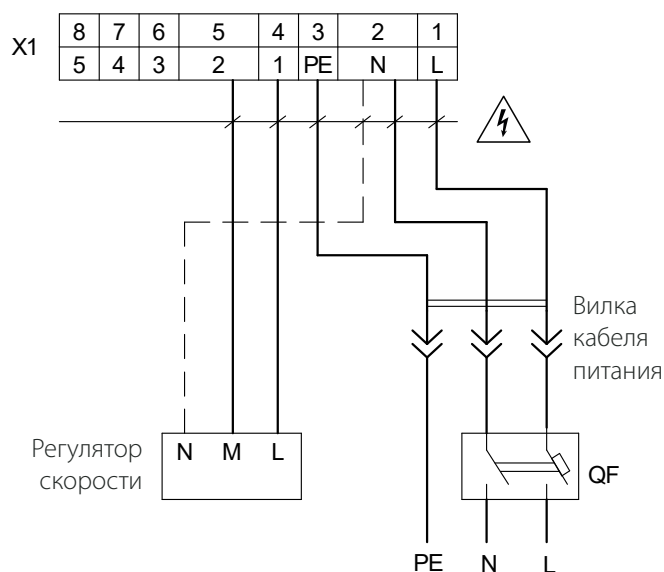 X1
8 7 6 5 4 3 2 1
5 4 3 2 1 PE N L
Вилка
кабеля
питания
Регулятор
скорости
N M L
QF
PE N L